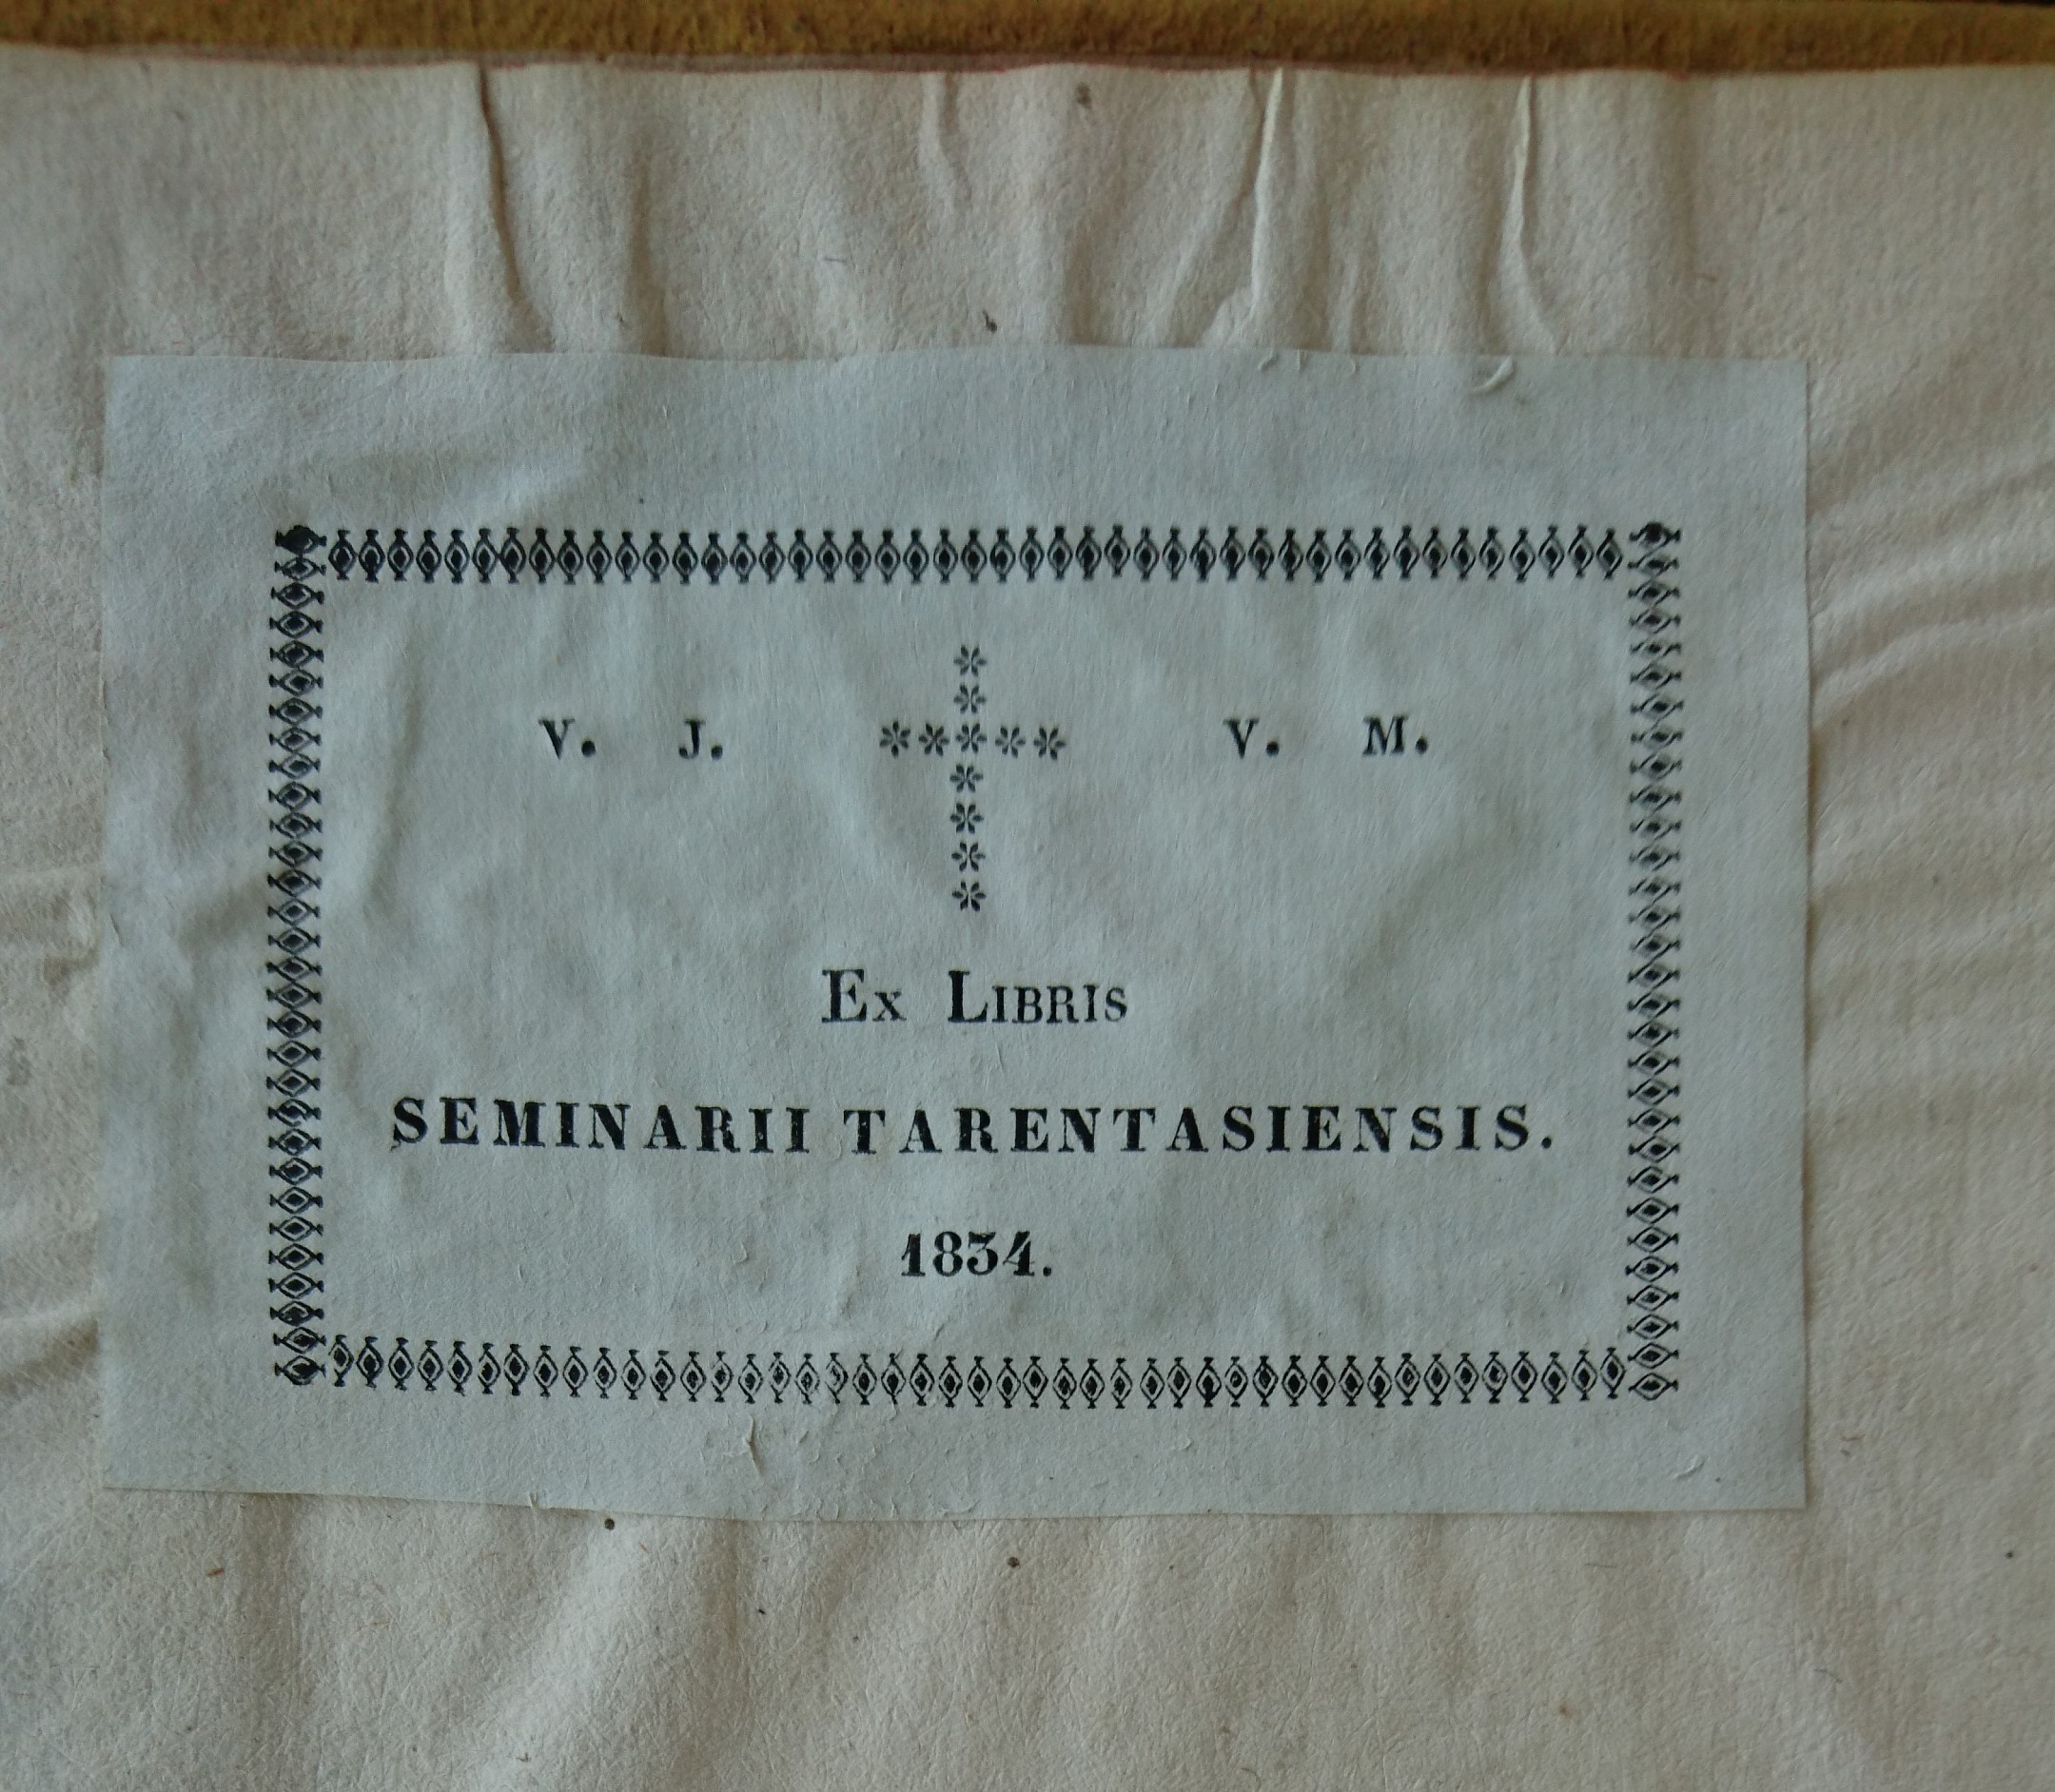 V. J. V. M.
Ex Libris
SEMINARII TARENTASIENSIS.
1834.